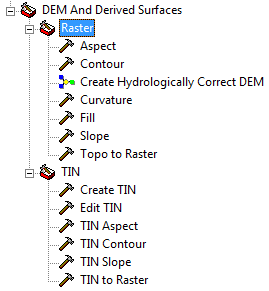 DEM And Derived Surfaces
Raster
Aspect
Contour
Create Hydrologically Correct DEM
Curvature
Fill
Slope
Topo to Raster
TIN
Create TIN
Edit TIN
TIN Aspect
TIN Contour
TIN Slope
TIN to Raster